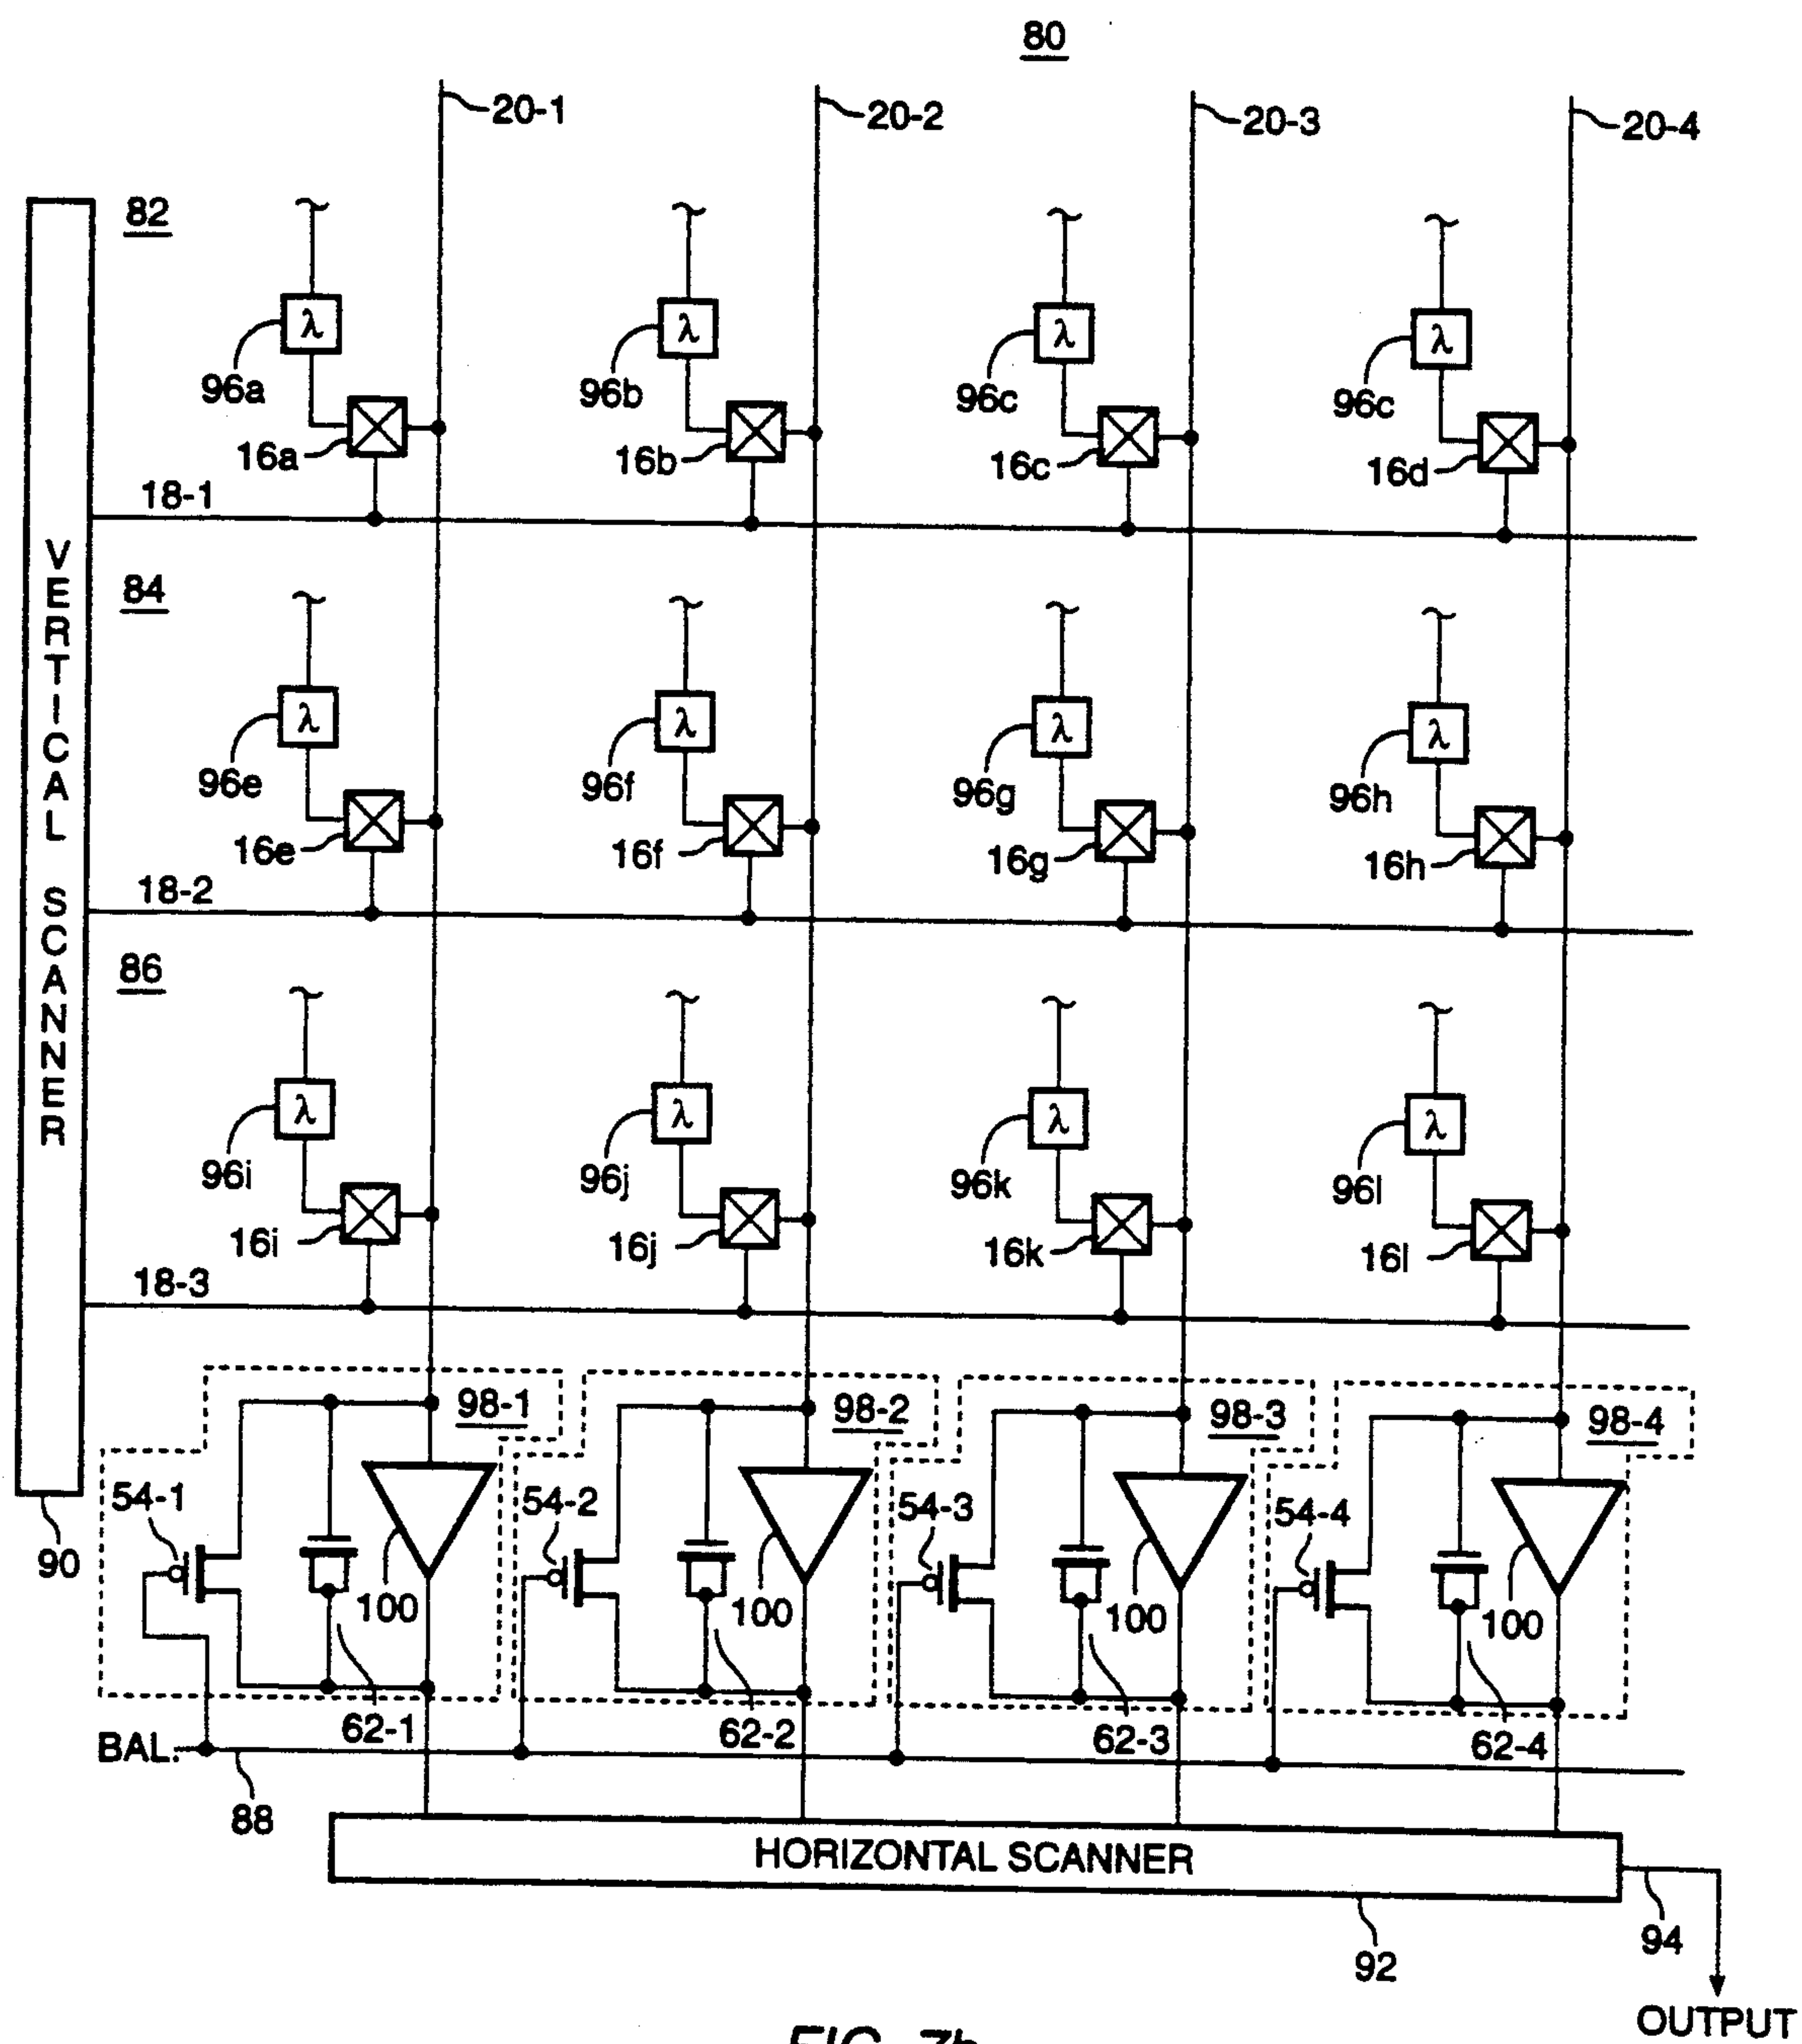 80
20-1
20-2
20-3
20-4
82
λ
λ
λ
λ
96a
96b
96c
96c
16a
16b
16c
16d
18-1
84
λ
λ
λ
λ
96e
96f
96g
96h
16e
16f
16g
16h
18-2
86
λ
λ
λ
λ
96i
96j
96k
96l
16i
16j
16k
16l
18-3
VERTICAL SCANNER
98-1
98-2
98-3
98-4
54-1
54-2
54-3
54-4
90
100
100
100
100
62-1
62-2
62-3
62-4
BAL.
88
HORIZONTAL SCANNER
94
92
OUTPUT
FIG. 7b